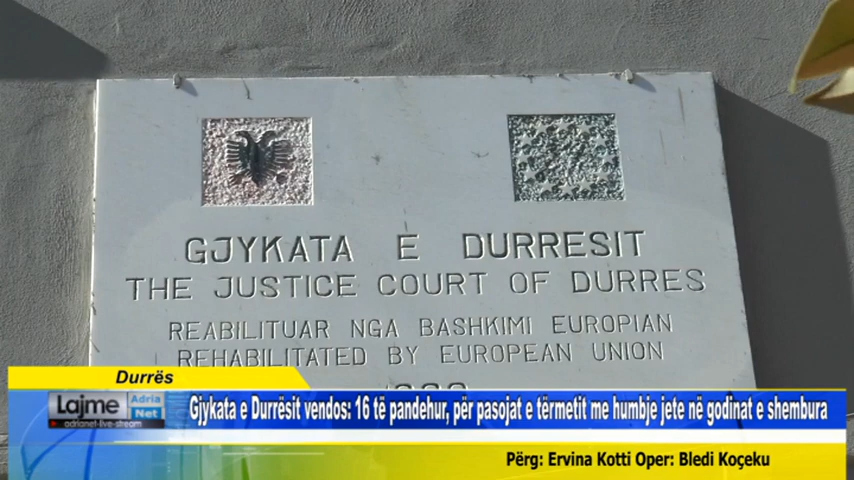 GJYKATA E DURRESIT
THE JUSTICE COURT OF DURRES
REABILITUAR NGA BASHKIMI EUROPIAN
REHABILITATED BY EUROPEAN UNION
Durrës
Lajme Adria Net
adrianet-live-stream
Gjykata e Durrësit vendos: 16 të pandehur, për pasojat e tërmetit me humbje jete në godinat e shembura
Përg: Ervina Kotti Oper: Bledi Koçeku